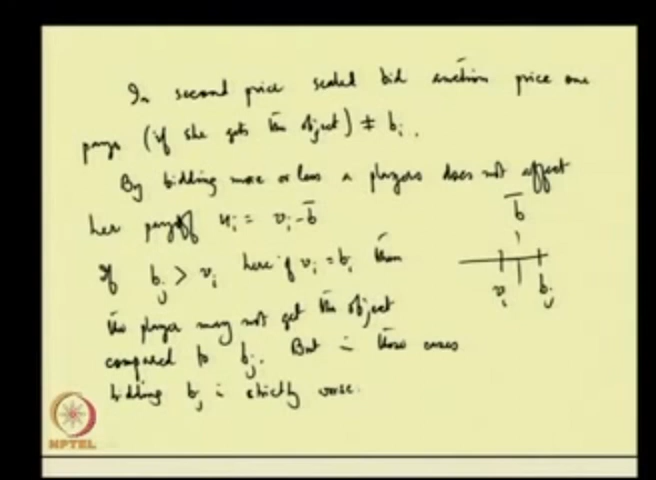 In second price sealed bid auction price one
pays (if she gets the object) ≠ bi.
By bidding more or less a players does not affect
her payoff ui = vi - b̄
If bj > vi here if vi = bi then
the player may not get the object
compared to bj. But in those cases
bidding bj is strictly worse.
b̄
vi bj
NPTEL